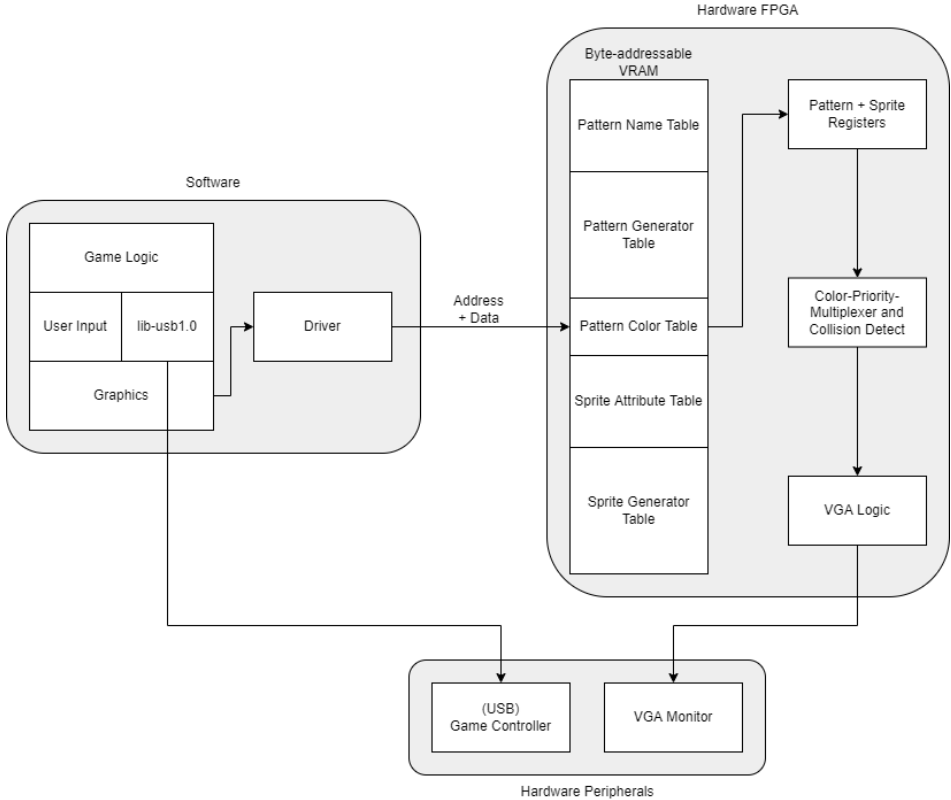 Hardware FPGA
Byte-addressable
VRAM
Pattern Name Table
Pattern + Sprite
Registers
Software
Game Logic
Pattern Generator
Table
User Input
lib-usb1.0
Driver
Address
+ Data
Pattern Color Table
Color-Priority-
Multiplexer and
Collision Detect
Graphics
Sprite Attribute Table
Sprite Generator
Table
VGA Logic
(USB)
Game Controller
VGA Monitor
Hardware Peripherals